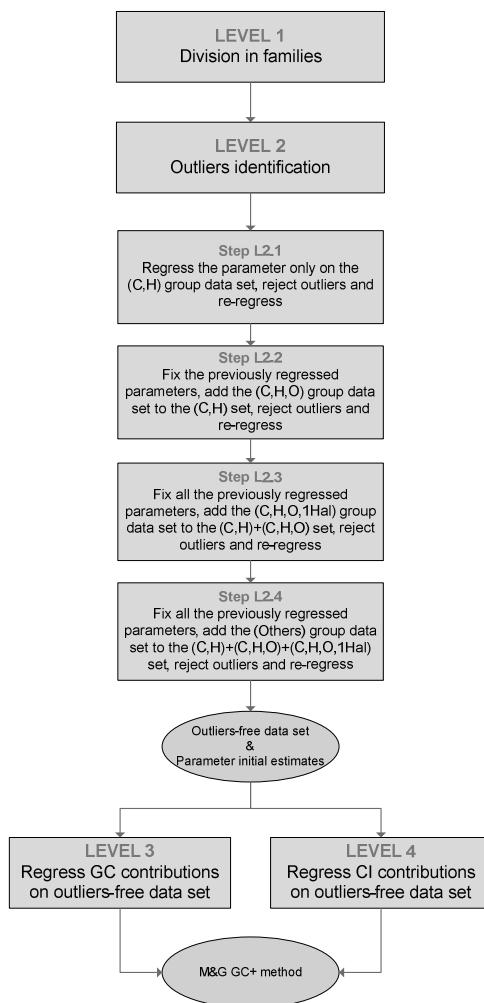 LEVEL 1
Division in families
LEVEL 2
Outliers identification
Step L2.1
Regress the parameter only on the
(C,H) group data set, reject outliers and
re-regress
Step L2.2
Fix the previously regressed
parameters, add the (C,H,O) group data
set to the (C,H) set, reject outliers and
re-regress
Step L2.3
Fix all the previously regressed
parameters, add the (C,H,O,1Hal) group
data set to the (C,H)+(C,H,O) set, reject
outliers and re-regress
Step L2.4
Fix all the previously regressed
parameters, add the (Others) group data
set to the (C,H)+(C,H,O)+(C,H,O,1Hal)
set, reject outliers and re-regress
Outliers-free data set
&
Parameter initial estimates
LEVEL 3
Regress GC contributions
on outliers-free data set
LEVEL 4
Regress CI contributions
on outliers-free data set
M&G GC+ method